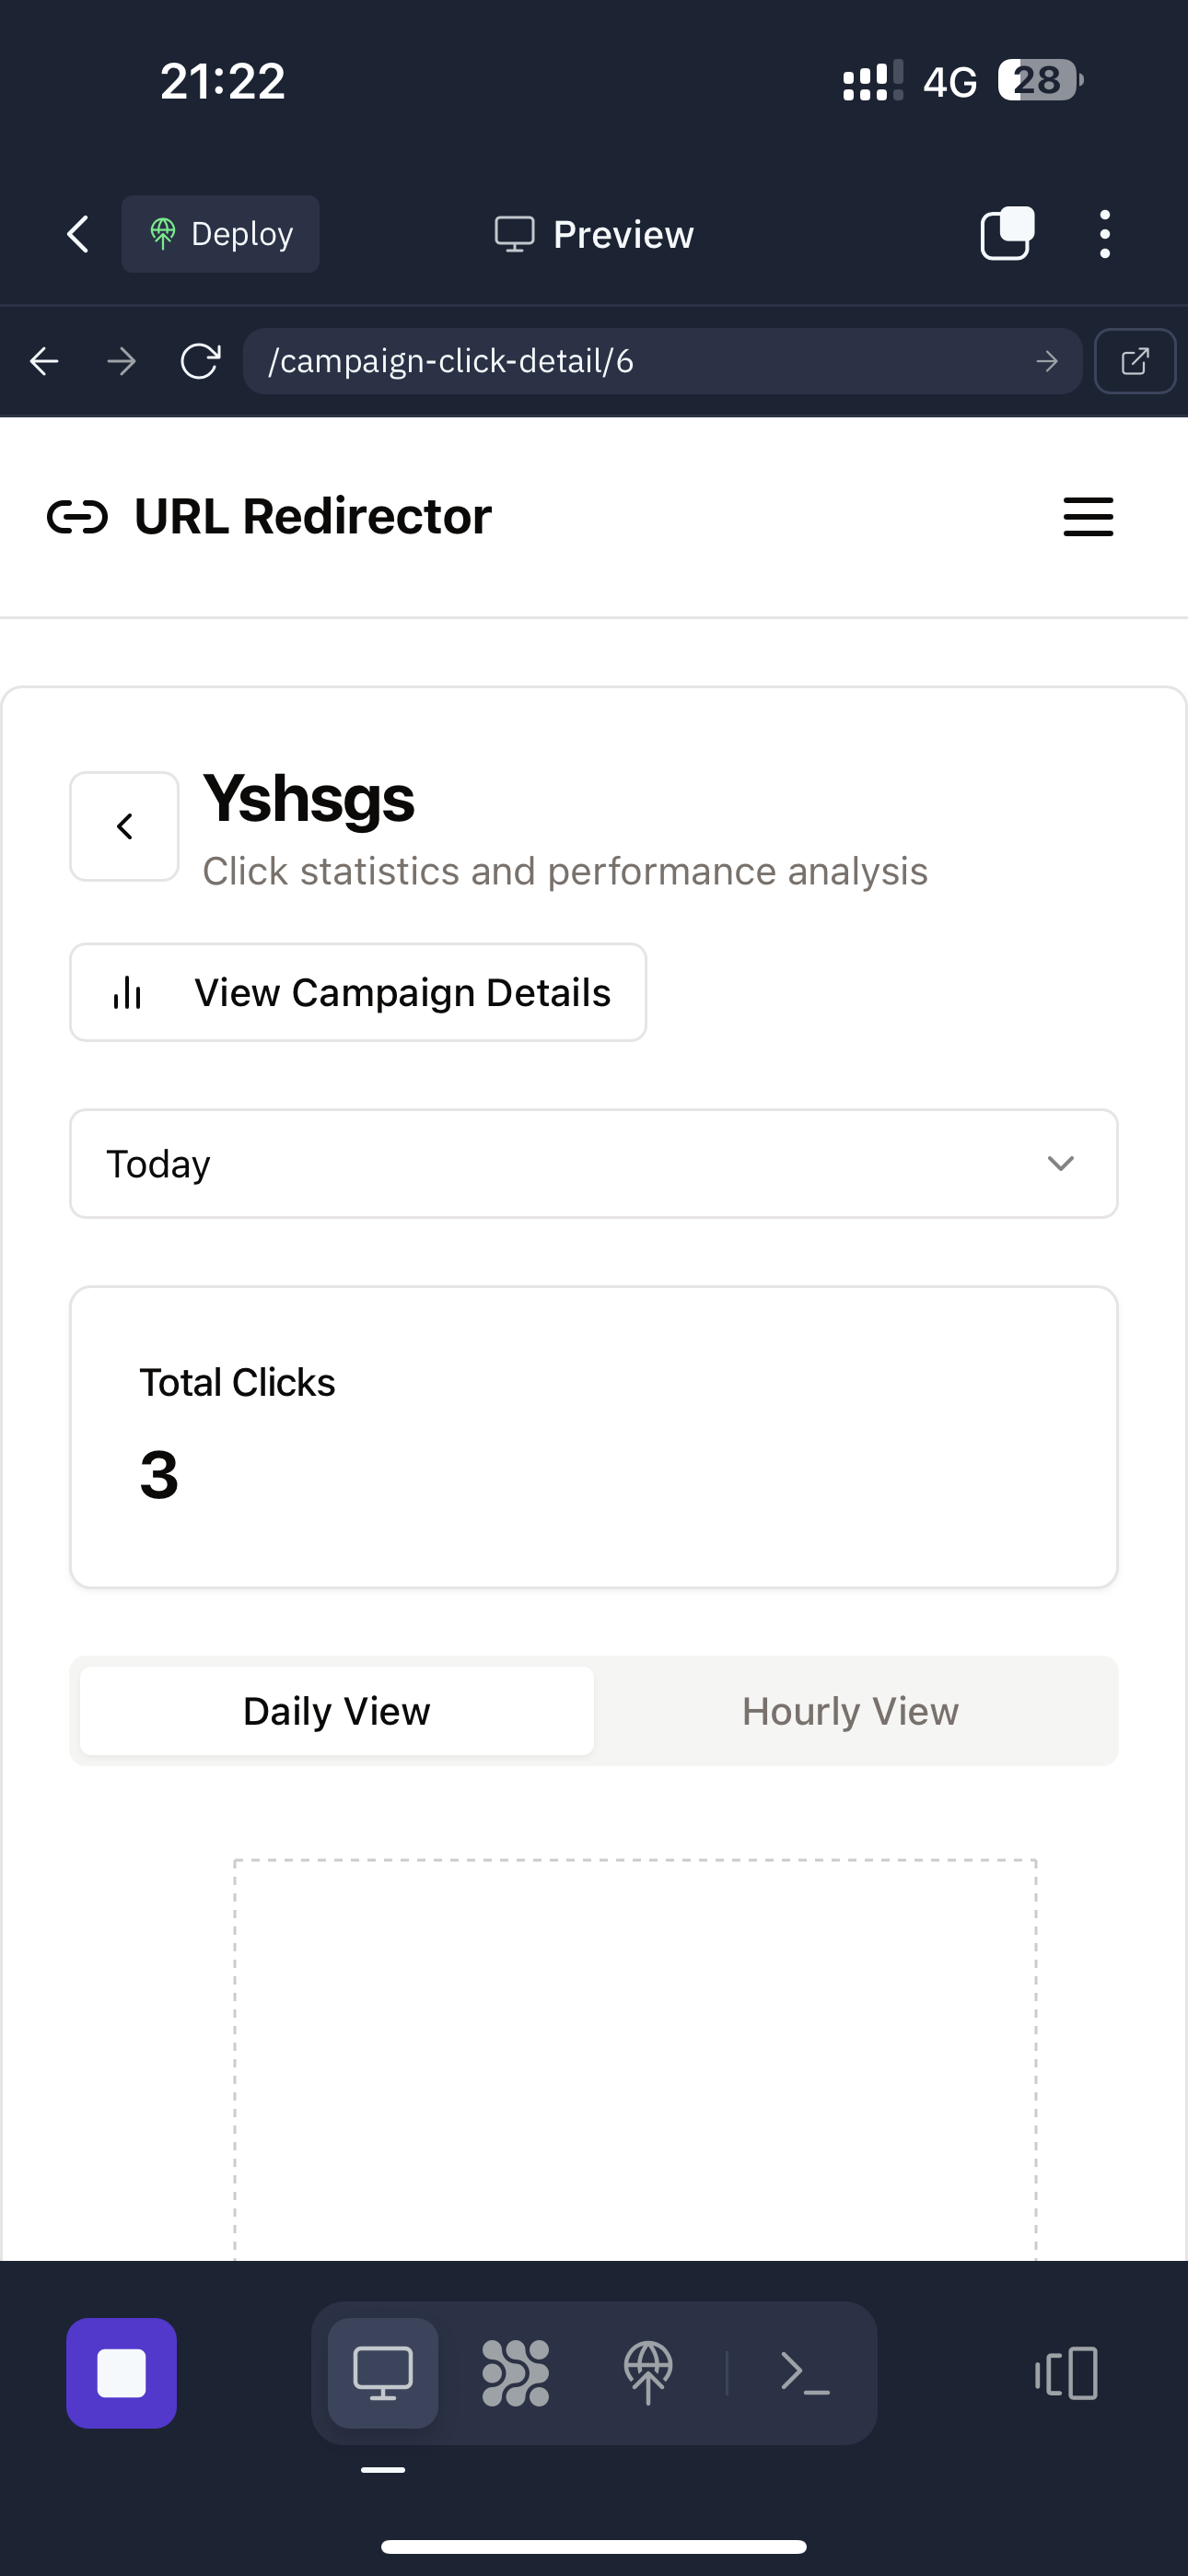 21:22 4G 28
Deploy Preview
/campaign-click-detail/6
URL Redirector
Yshsgs
Click statistics and performance analysis
View Campaign Details
Today
Total Clicks
3
Daily View Hourly View